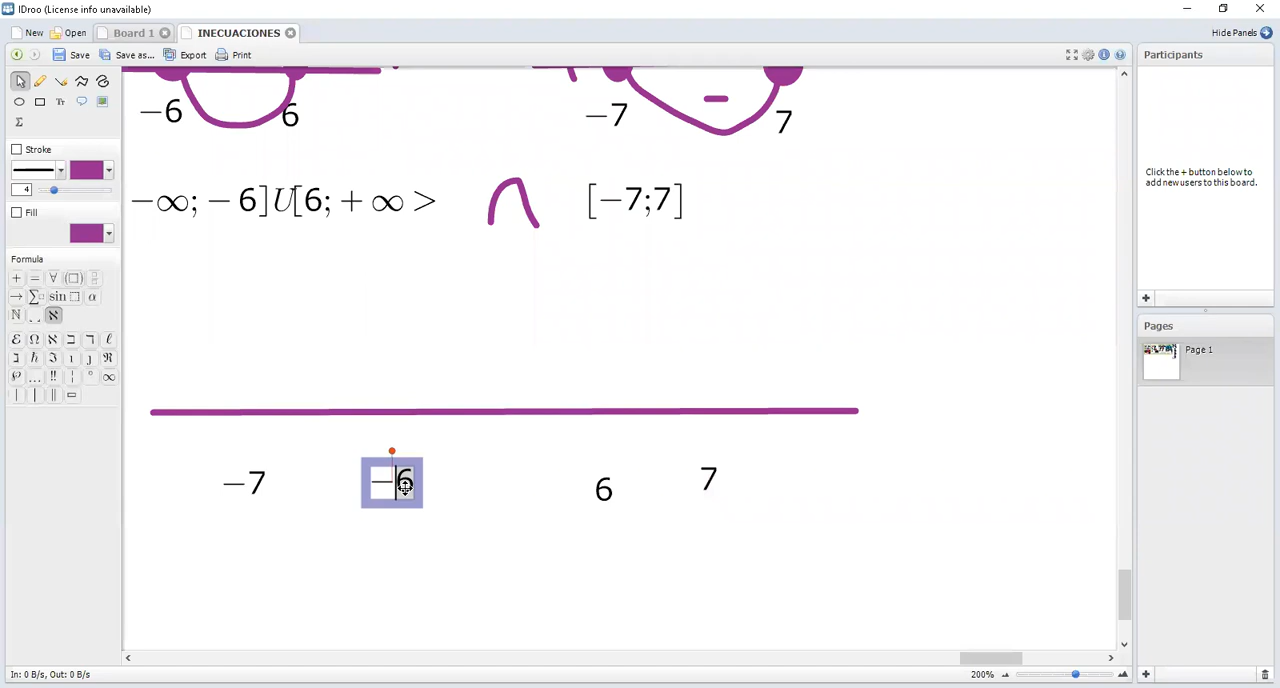 IDroo (License info unavailable)
New Open Board 1 INECUACIONES Hide Panels
Save Save as... Export Print
Participants
Click the + button below to
add new users to this board.
Tr
Σ
Stroke
4
Fill
Formula
+ = ∀ (□)
→ Σ□ sin □ α
ℕ ℵ
ℰ Ω ℵ ℶ ℸ ℓ
ℷ ℏ ℑ ı ȷ ℜ
℘ … !! ¦ ° ∞
| | ‖ ▭
−6 6 −7 7
−∞; − 6]U[6; + ∞ > ∩ [−7;7]
−7 −6 6 7
Pages
Page 1
In: 0 B/s, Out: 0 B/s
200%